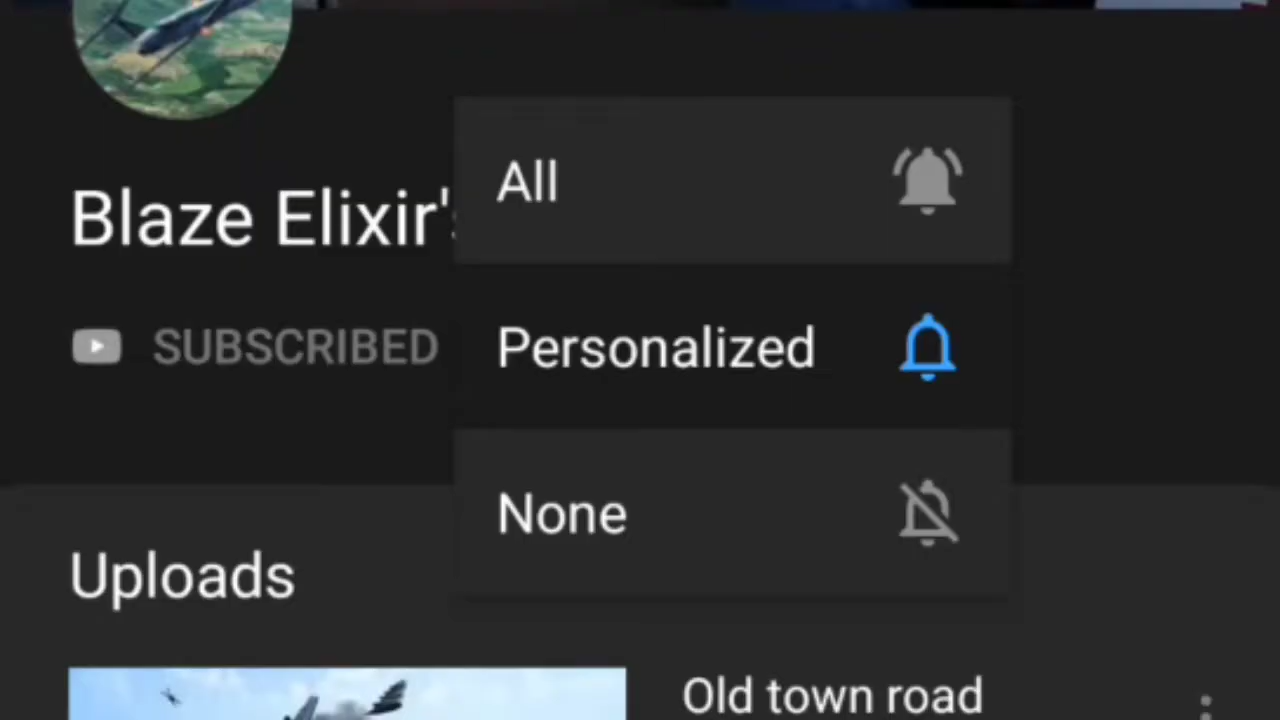 All
Blaze Elixir's
SUBSCRIBED
Personalized
None
Uploads
Old town road